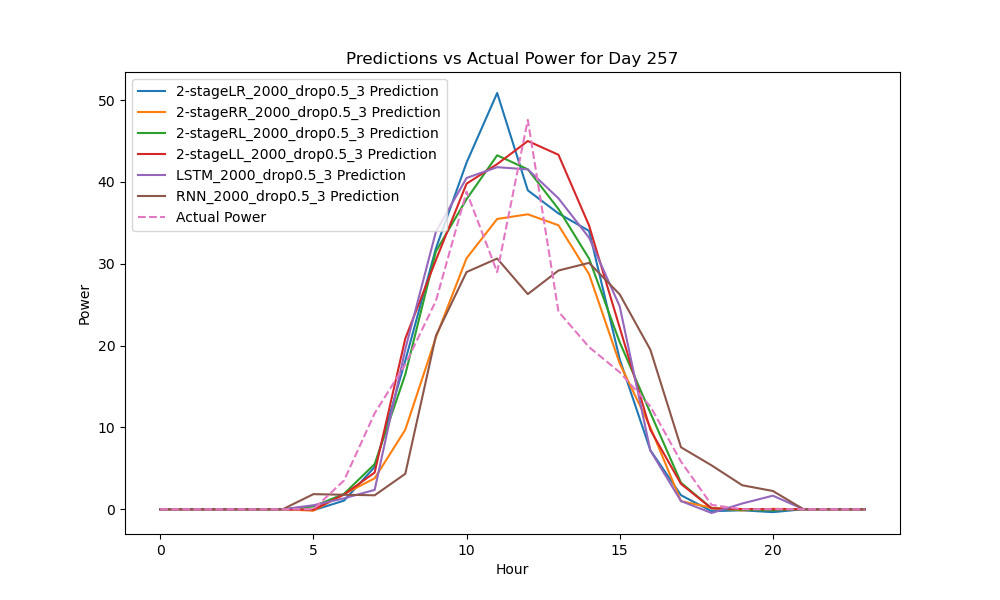 Predictions vs Actual Power for Day 257
2-stageLR_2000_drop0.5_3 Prediction
2-stageRR_2000_drop0.5_3 Prediction
2-stageRL_2000_drop0.5_3 Prediction
2-stageLL_2000_drop0.5_3 Prediction
LSTM_2000_drop0.5_3 Prediction
RNN_2000_drop0.5_3 Prediction
Actual Power
Power
50
40
30
20
10
0
0 5 10 15 20
Hour